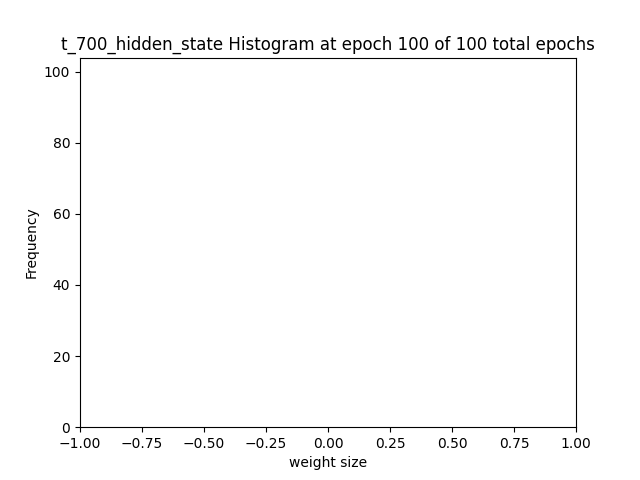 t_700_hidden_state Histogram at epoch 100 of 100 total epochs
100
80
60
40
20
0
Frequency
−1.00 −0.75 −0.50 −0.25 0.00 0.25 0.50 0.75 1.00
weight size